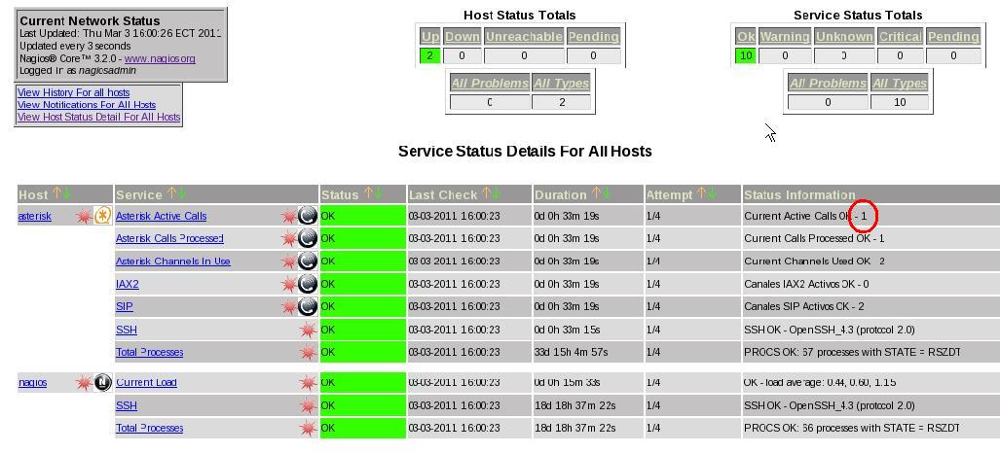 Current Network Status
Last Updated: Thu Mar 3 16:00:26 ECT 2011
Updated every 3 seconds
Nagios® Core™ 3.2.0 - www.nagios.org
Logged in as nagiosadmin
View History For all hosts
View Notifications For All Hosts
View Host Status Detail For All Hosts
Host Status Totals
Up Down Unreachable Pending
2 0 0 0
All Problems All Types
0 2
Service Status Totals
Ok Warning Unknown Critical Pending
10 0 0 0 0
All Problems All Types
0 10
Service Status Details For All Hosts
Host Service Status Last Check Duration Attempt Status Information
asterisk Asterisk Active Calls OK 03-03-2011 16:00:23 0d 0h 33m 19s 1/4 Current Active Calls OK - 1
Asterisk Calls Processed OK 03-03-2011 16:00:23 0d 0h 33m 19s 1/4 Current Calls Processed OK - 1
Asterisk Channels In Use OK 03-03-2011 16:00:23 0d 0h 33m 19s 1/4 Current Channels Used OK - 2
IAX2 OK 03-03-2011 16:00:23 0d 0h 33m 19s 1/4 Canales IAX2 Activos OK - 0
SIP OK 03-03-2011 16:00:23 0d 0h 33m 19s 1/4 Canales SIP Activos OK - 2
SSH OK 03-03-2011 16:00:23 0d 0h 33m 15s 1/4 SSH OK - OpenSSH_4.3 (protocol 2.0)
Total Processes OK 03-03-2011 16:00:23 33d 15h 4m 57s 1/4 PROCS OK: 67 processes with STATE = RSZDT
nagios Current Load OK 03-03-2011 16:00:23 0d 0h 15m 33s 1/4 OK - load average: 0.44, 0.60, 1.15
SSH OK 03-03-2011 16:00:23 18d 18h 37m 22s 1/4 SSH OK - OpenSSH_4.3 (protocol 2.0)
Total Processes OK 03-03-2011 16:00:23 18d 18h 37m 22s 1/4 PROCS OK: 66 processes with STATE = RSZDT